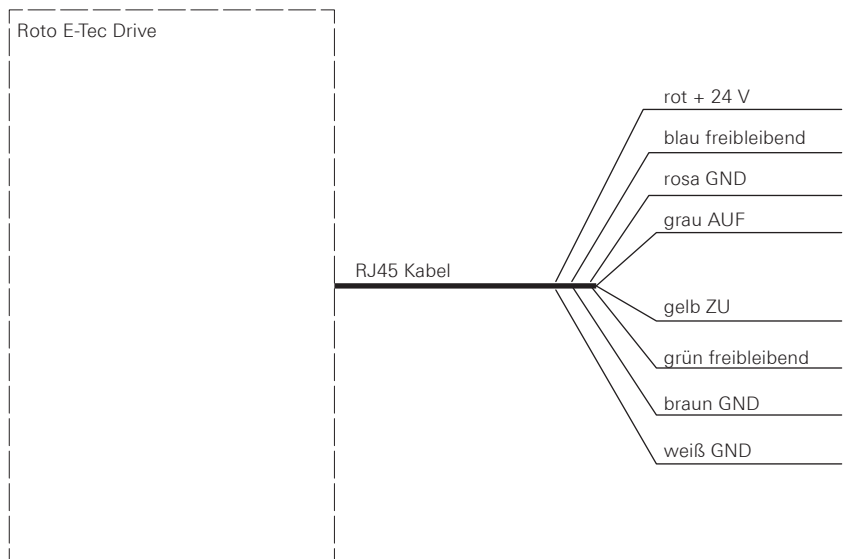 Roto E-Tec Drive
rot + 24 V
blau freibleibend
rosa GND
grau AUF
RJ45 Kabel
gelb ZU
grün freibleibend
braun GND
weiß GND